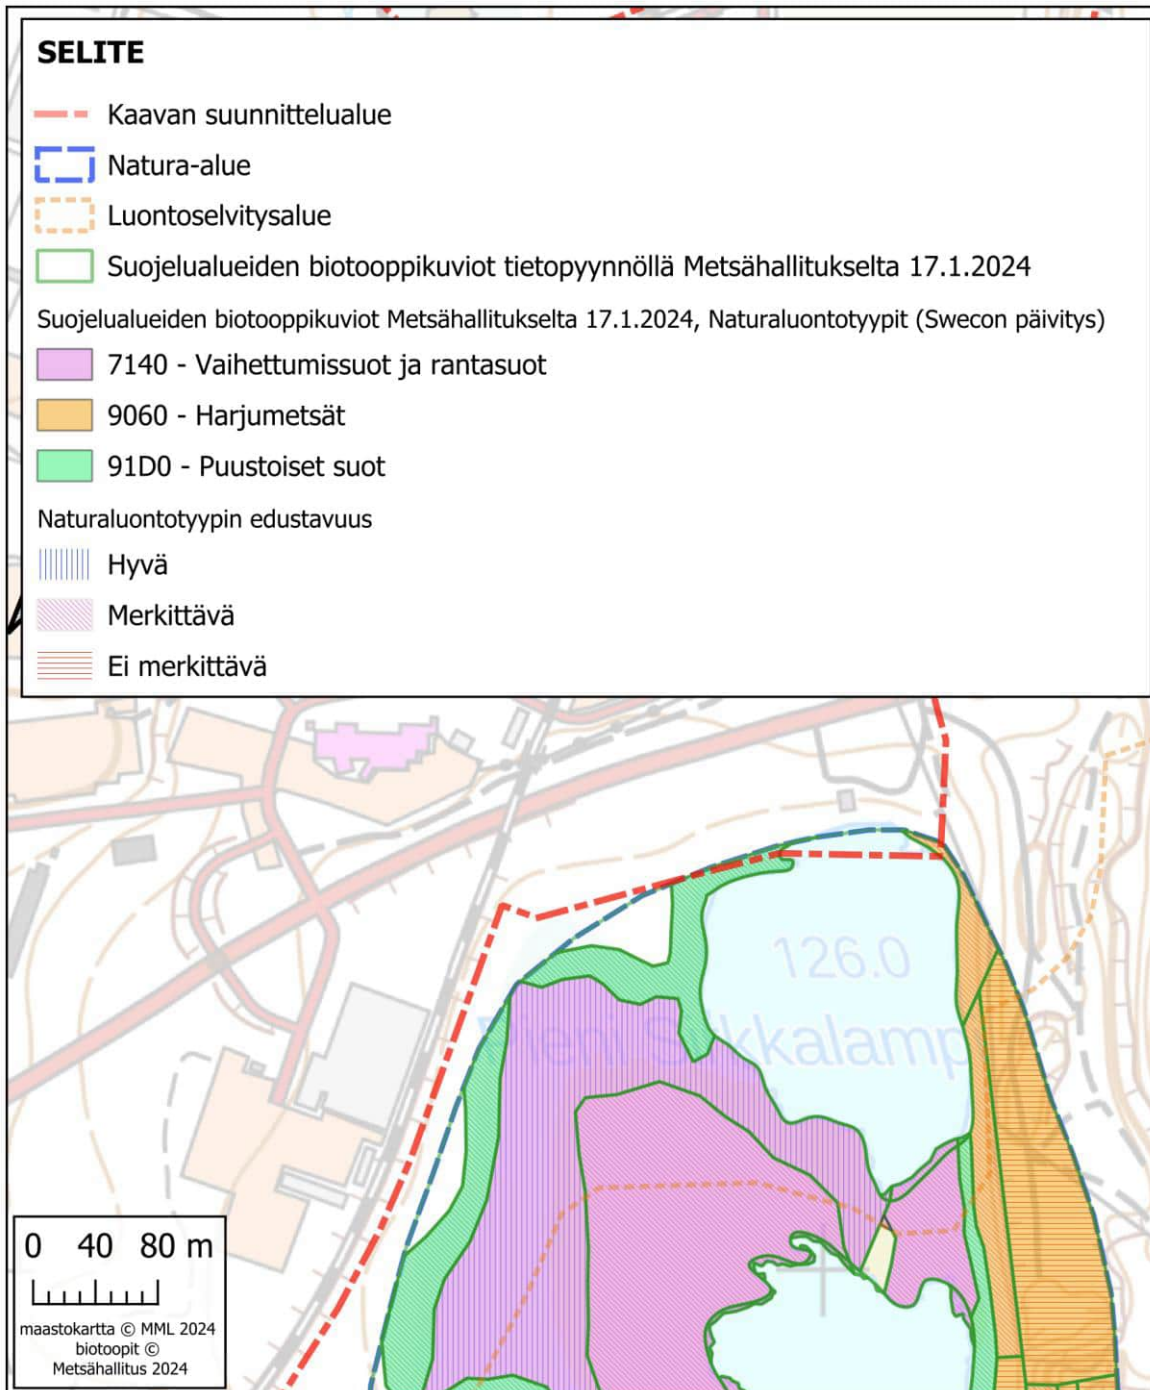 SELITE
Kaavan suunnittelualue
Natura-alue
Luontoselvitysalue
Suojelualueiden biotooppikuviot tietopyynnöllä Metsähallitukselta 17.1.2024
Suojelualueiden biotooppikuviot Metsähallitukselta 17.1.2024, Naturaluontotyypit (Swecon päivitys)
7140 - Vaihettumissuot ja rantasuot
9060 - Harjumetsät
91D0 - Puustoiset suot
Naturaluontotyypin edustavuus
Hyvä
Merkittävä
Ei merkittävä
126.0
Pieni
0 40 80 m
maastokartta © MML 2024
biotoopit ©
Metsähallitus 2024